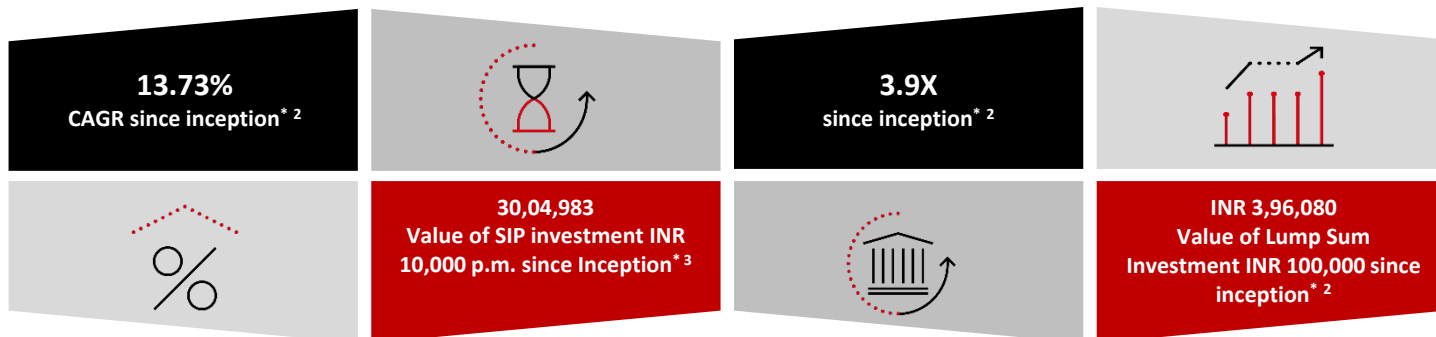 13.73%
CAGR since inception* 2
3.9X
since inception* 2
30,04,983
Value of SIP investment INR
10,000 p.m. since Inception* 3
INR 3,96,080
Value of Lump Sum
Investment INR 100,000 since
inception* 2